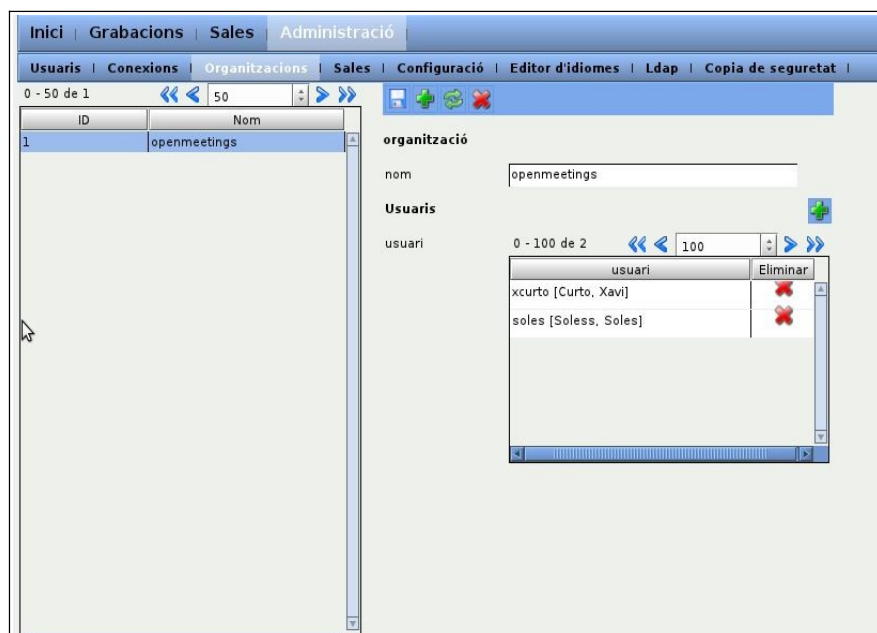 Inici | Grabacions | Sales | Administració |
Usuaris | Conexions | Organitzacions | Sales | Configuració | Editor d'idiomes | Ldap | Copia de seguretat |
0 - 50 de 1 50
ID Nom
1 openmeetings
organització
nom openmeetings
Usuaris
usuari 0 - 100 de 2 100
usuari Eliminar
xcurto [Curto, Xavi]
soles [Soless, Soles]